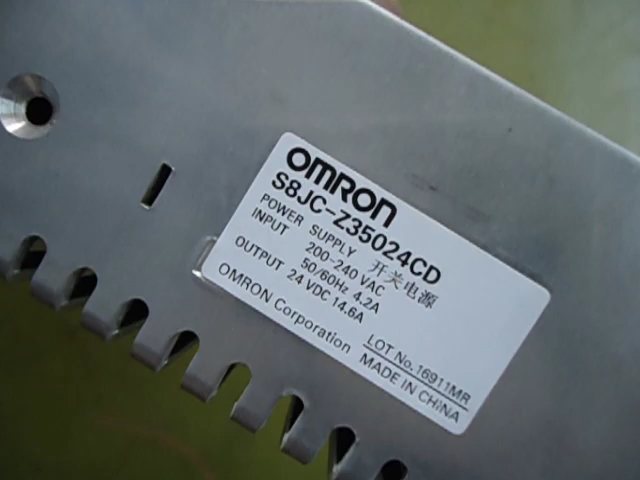 OMRON
S8JC-Z35024CD
POWER SUPPLY 开关电源
INPUT 200-240 VAC
50/60Hz 4.2A
OUTPUT 24 VDC 14.6A
OMRON Corporation
LOT No.16911MR
MADE IN CHINA